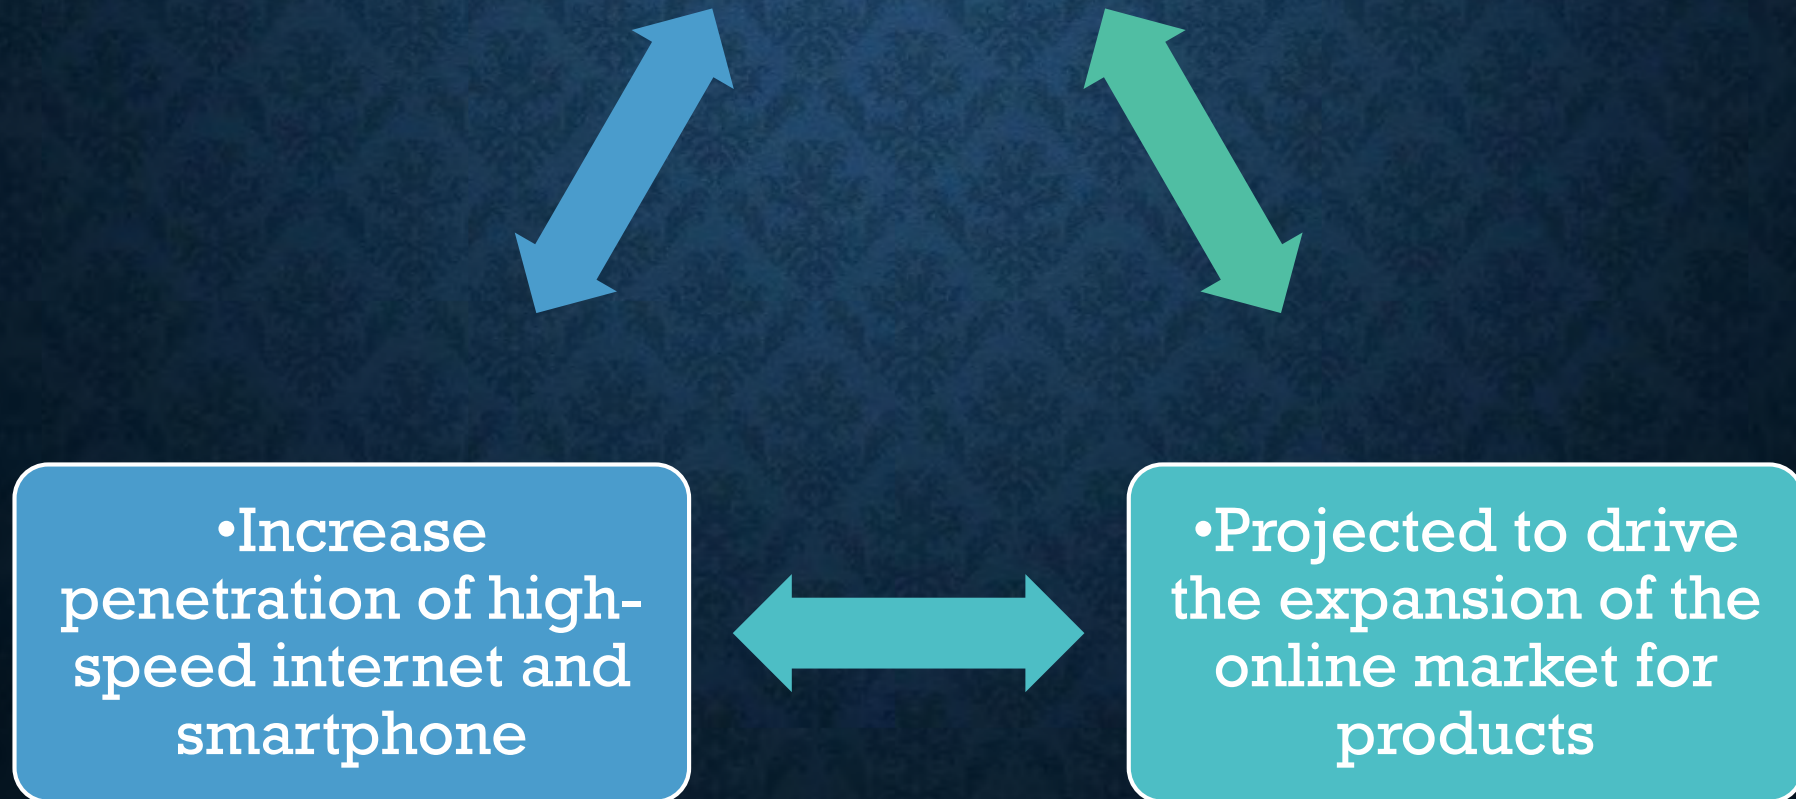 •Increase
penetration of high-
speed internet and
smartphone
•Projected to drive
the expansion of the
online market for
products